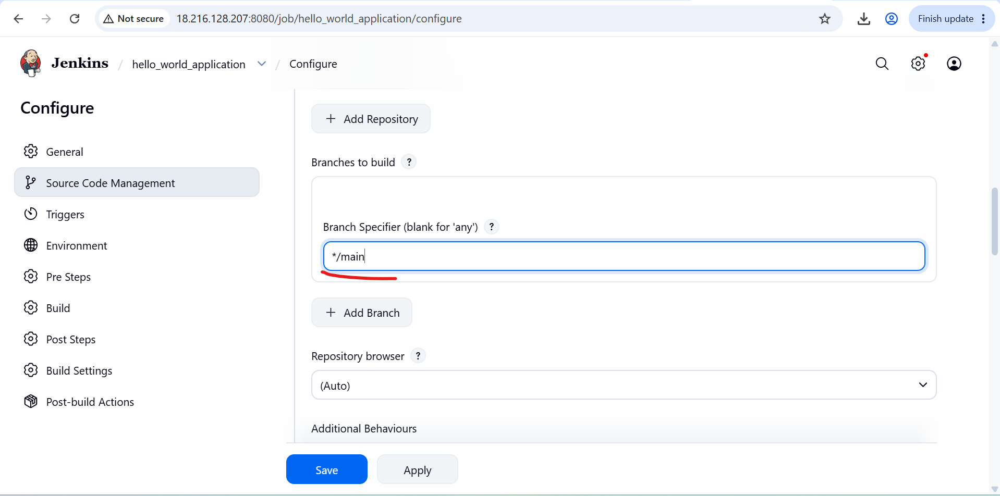 Not secure 18.216.128.207:8080/job/hello_world_application/configure Finish update
Jenkins / hello_world_application / Configure
Configure
General
Source Code Management
Triggers
Environment
Pre Steps
Build
Post Steps
Build Settings
Post-build Actions
+ Add Repository
Branches to build ?
Branch Specifier (blank for 'any') ?
*/main
+ Add Branch
Repository browser ?
(Auto)
Additional Behaviours
Save Apply